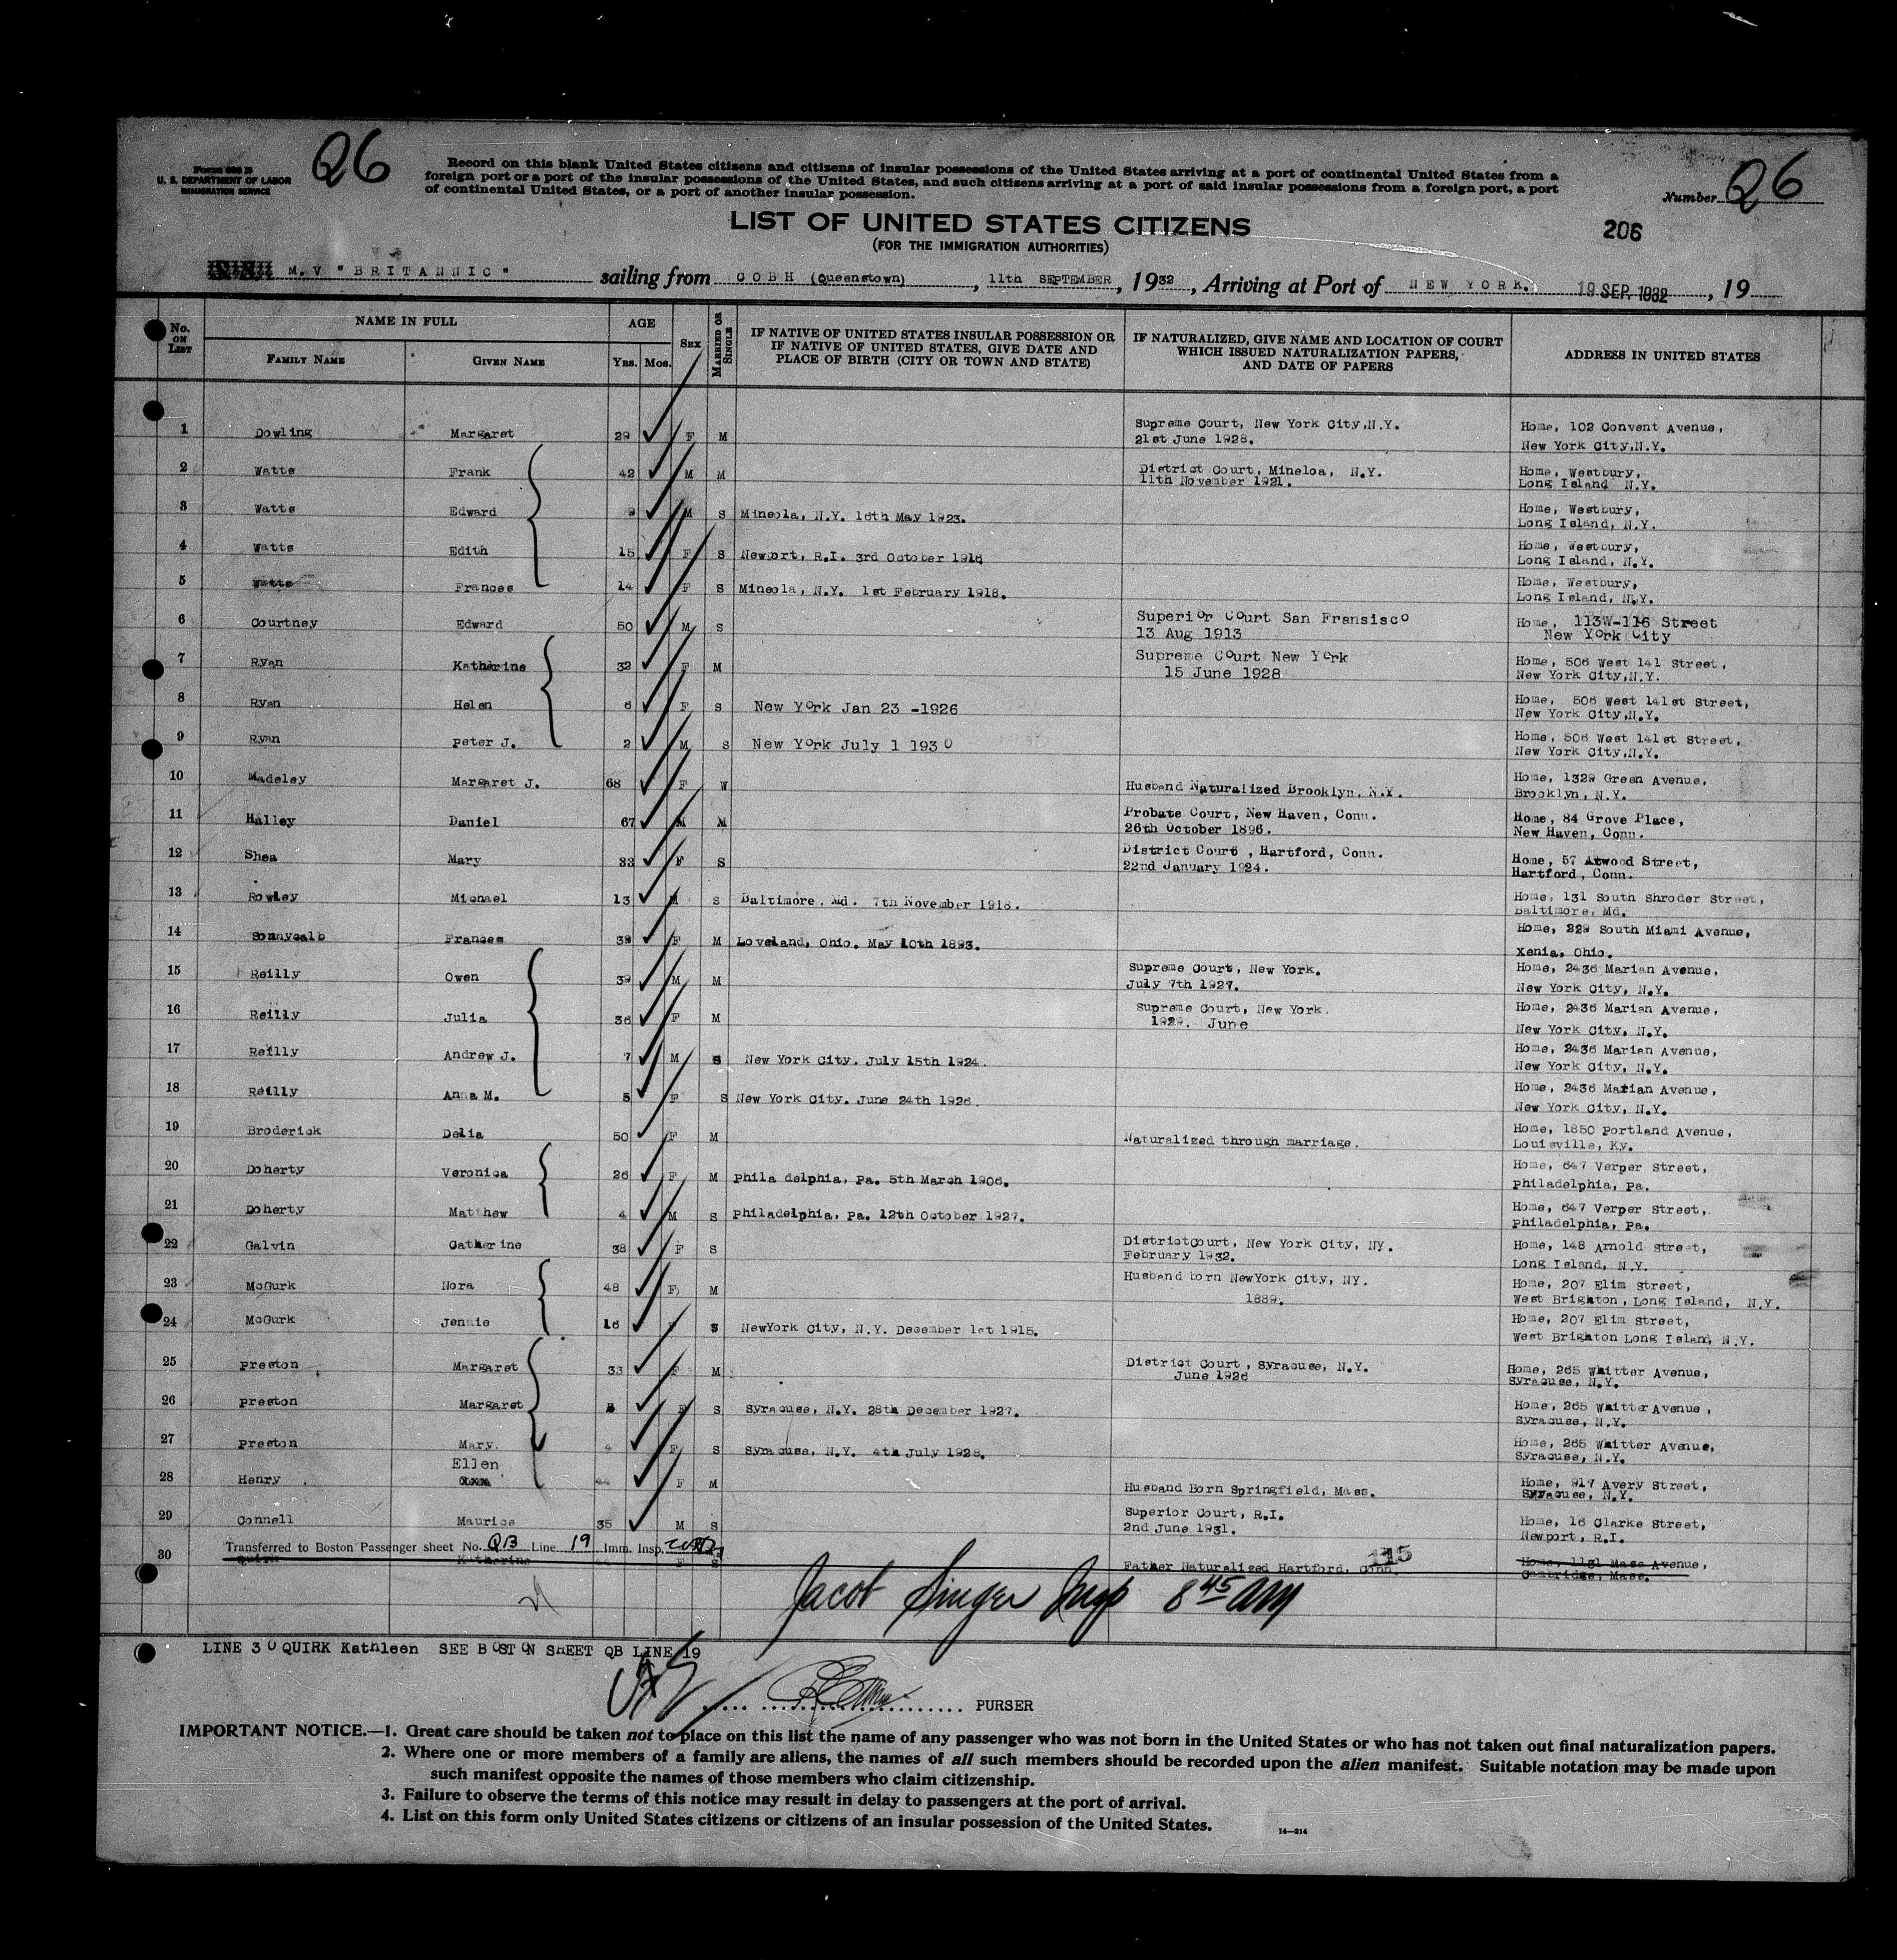 Form 630 B
U. S. DEPARTMENT OF LABOR
IMMIGRATION SERVICE
Q6
Record on this blank United States citizens and citizens of insular possessions of the United States arriving at a port of continental United States from a
foreign port or a port of the insular possessions of the United States, and such citizens arriving at a port of said insular possessions from a foreign port, a port
of continental United States, or a port of another insular possession.
Number Q6
LIST OF UNITED STATES CITIZENS
(FOR THE IMMIGRATION AUTHORITIES)
206
M.V "BRITANNIC" sailing from COBH (Queenstown), 11th SEPTEMBER, 1932, Arriving at Port of NEW YORK. 19 SEP. 1932, 19
No. ON LIST
NAME IN FULL
FAMILY NAME
GIVEN NAME
AGE
YRS. MOS.
SEX
MARRIED OR SINGLE
IF NATIVE OF UNITED STATES INSULAR POSSESSION OR
IF NATIVE OF UNITED STATES, GIVE DATE AND
PLACE OF BIRTH (CITY OR TOWN AND STATE)
IF NATURALIZED, GIVE NAME AND LOCATION OF COURT
WHICH ISSUED NATURALIZATION PAPERS,
AND DATE OF PAPERS
ADDRESS IN UNITED STATES
1 Dowling Margaret 29 F M Supreme Court, New York City,N.Y. 21st June 1928. Home, 102 Convent Avenue, New York City,N.Y.
2 Watts Frank 42 M M District Court, Mineloa, N.Y. 11th November 1921. Home, Westbury, Long Island N.Y.
3 Watts Edward 9 M S Mineola, N.Y. 16th May 1923. Home, Westbury, Long Island, N.Y.
4 Watts Edith 15 F S Newport, R.I. 3rd October 1916 Home, Westbury, Long Island, N.Y.
5 Watts Frances 14 F S Mineola, N.Y. 1st February 1918. Home, Westbury, Long Island, N.Y.
6 Courtney Edward 50 M S Superior Court San Fransisco 13 Aug 1913 Home, 113W-116 Street New York City
7 Ryan Katherine 32 F M Supreme Court New York 15 June 1928 Home, 506 West 141 Street, New York City,N.Y.
8 Ryan Helen 6 F S New York Jan 23 -1926 Home, 506 West 141st Street, New York City,N.Y.
9 Ryan Peter J. 2 M S New York July 1 1930 Home, 506 West 141st Street, New York City,N.Y.
10 Madeley Margaret J. 68 F W Husband Naturalized Brooklyn, N.Y. Home, 1329 Green Avenue, Brooklyn, N.Y.
11 Halley Daniel 67 M M Probate Court, New Haven, Conn. 26th October 1896. Home, 84 Grove Place, New Haven, Conn.
12 Shea Mary 33 F S District Court, Hartford, Conn. 22nd January 1924. Home, 57 Atwood Street, Hartford, Conn.
13 Rowley Michael 13 M S Baltimore, Md. 7th November 1918. Home, 131 South Shroder Street, Baltimore, Md.
14 Sonnycalb Frances 39 F M Loveland, Ohio. May 10th 1893. Home, 229 South Miami Avenue, Xenia, Ohio.
15 Reilly Owen 39 M M Supreme Court, New York. July 7th 1927. Home, 2436 Marian Avenue, New York City, N.Y.
16 Reilly Julia 36 F M Supreme Court, New York. 1929. June Home, 2436 Marian Avenue, New York City, N.Y.
17 Reilly Andrew J. 7 M S New York City. July 15th 1924. Home, 2436 Marian Avenue, New York City, N.Y.
18 Reilly Anna M. 5 F S New York City. June 24th 1926. Home, 2436 Marian Avenue, New York City, N.Y.
19 Broderick Delia 50 F M Naturalized through marriage. Home, 1850 Portland Avenue, Louisville, Ky.
20 Doherty Veronica 26 F M Phila delphia, Pa. 5th March 1906. Home, 647 Verper Street, Philadelphia, Pa.
21 Doherty Matthew 4 M S Philadelphia, Pa. 12th October 1927. Home, 647 Verper Street, Philadelphia, Pa.
22 Galvin Catherine 38 F S DistrictCourt, New York City, NY. February 1932. Home, 148 Arnold Street, Long Island, N.Y.
23 McGurk Nora 48 F M Husband born NewYork City, NY. 1889. Home, 207 Elim Street, West Brighton, Long Island, N.Y.
24 McGurk Jennie 16 F S NewYork City, N.Y. December 1st 1915. Home, 207 Elim Street, West Brighton Long Island, N.Y.
25 Preston Margaret 33 F M District Court, Syracuse, N.Y. June 1926 Home, 265 Whitter Avenue, Syracuse, N.Y.
26 Preston Margaret F S Syracuse, N.Y. 28th December 1927. Home, 265 Whitter Avenue, Syracuse, N.Y.
27 Preston Mary. 4 F S Syracuse, N.Y. 4th July 1928. Home, 265 Whitter Avenue, Syracuse, N.Y.
28 Henry Ellen 44 F M Husband Born Springfield, Mass. Home, 917 Avery Street, Syracuse, N.Y.
29 Connell Maurice 35 M S Superior Court, R.I. 2nd June 1931. Home, 16 Clarke Street, Newport, R.I.
Transferred to Boston Passenger sheet No. QB Line 19 Imm. Insp.
30 Quirk Katherine F S Father Naturalized Hartford, Conn. 115 Home, 1131 Mass Avenue, Cambridge, Mass.
Jacob Singer Insp 8 45 AM
LINE 30 QUIRK Kathleen SEE BOSTON SHEET QB LINE 19
PURSER
IMPORTANT NOTICE.—1. Great care should be taken not to place on this list the name of any passenger who was not born in the United States or who has not taken out final naturalization papers.
2. Where one or more members of a family are aliens, the names of all such members should be recorded upon the alien manifest. Suitable notation may be made upon
such manifest opposite the names of those members who claim citizenship.
3. Failure to observe the terms of this notice may result in delay to passengers at the port of arrival.
4. List on this form only United States citizens or citizens of an insular possession of the United States.
14—214